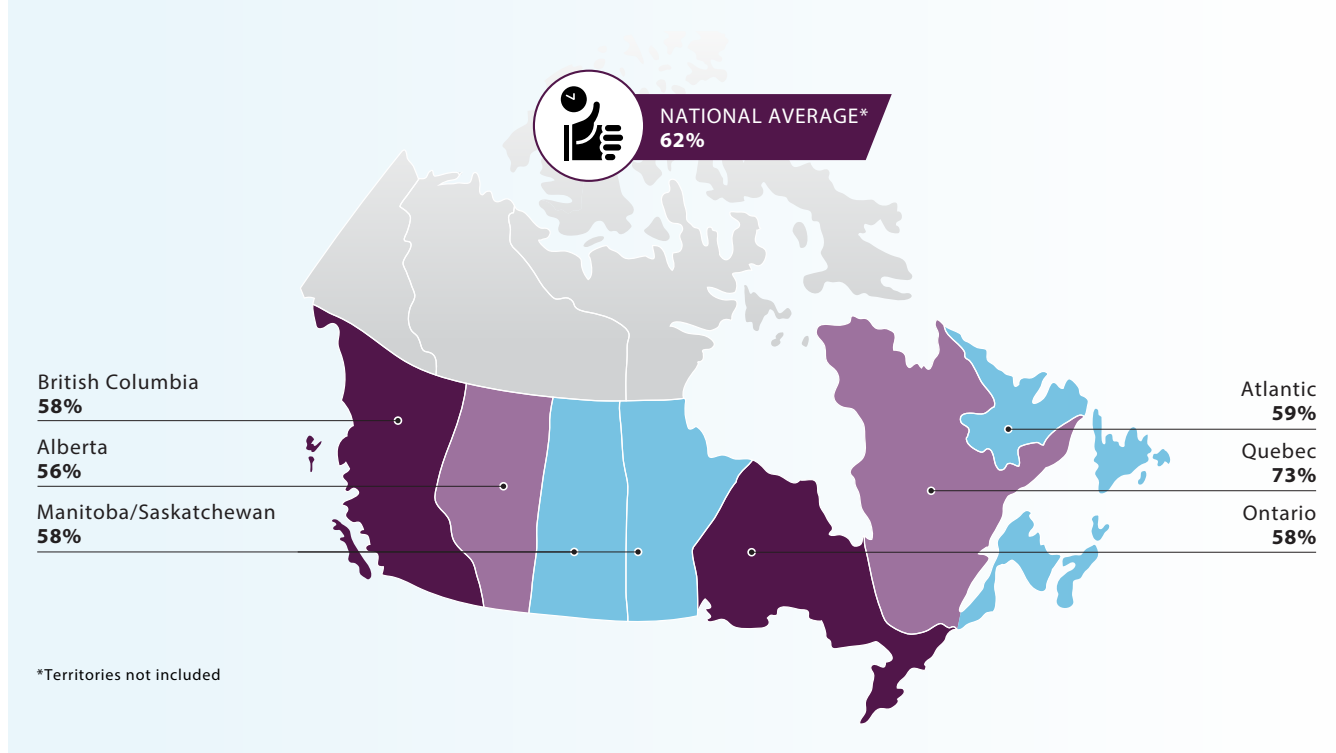 NATIONAL AVERAGE*
62%
British Columbia
58%
Alberta
56%
Manitoba/Saskatchewan
58%
Atlantic
59%
Quebec
73%
Ontario
58%
*Territories not included